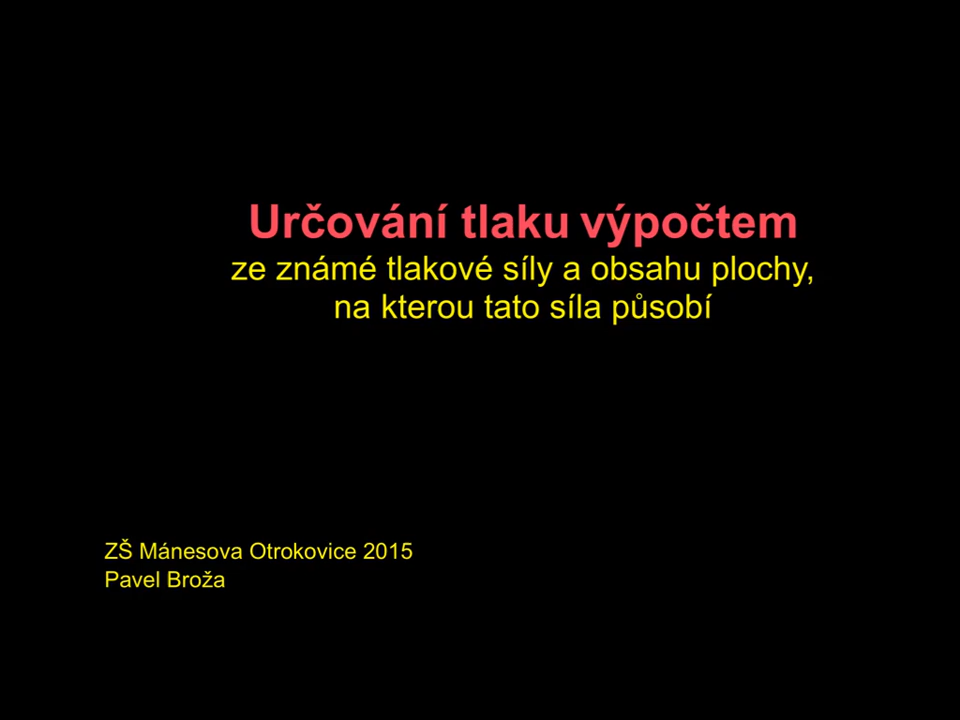 Určování tlaku výpočtem
ze známé tlakové síly a obsahu plochy,
na kterou tato síla působí
ZŠ Mánesova Otrokovice 2015
Pavel Broža